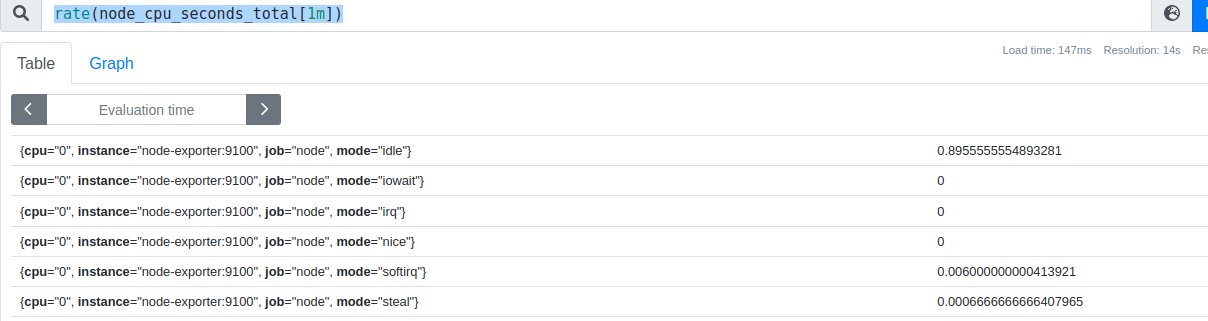 rate(node_cpu_seconds_total[1m])
Load time: 147ms Resolution: 14s
Table Graph
Evaluation time
{cpu="0", instance="node-exporter:9100", job="node", mode="idle"} 0.8955555554893281
{cpu="0", instance="node-exporter:9100", job="node", mode="iowait"} 0
{cpu="0", instance="node-exporter:9100", job="node", mode="irq"} 0
{cpu="0", instance="node-exporter:9100", job="node", mode="nice"} 0
{cpu="0", instance="node-exporter:9100", job="node", mode="softirq"} 0.006000000000413921
{cpu="0", instance="node-exporter:9100", job="node", mode="steal"} 0.0006666666666407965